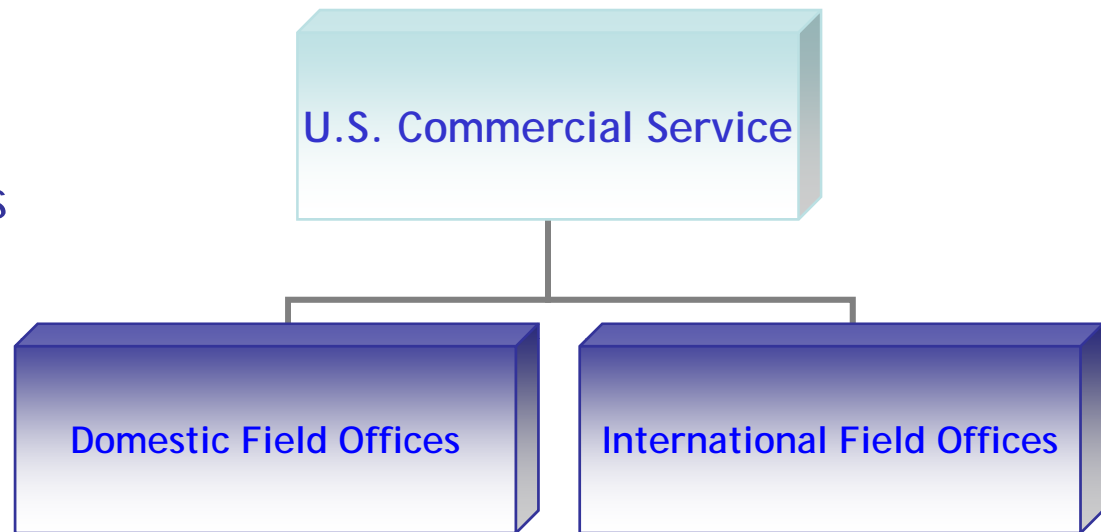 U.S. Commercial Service
s
Domestic Field Offices
International Field Offices